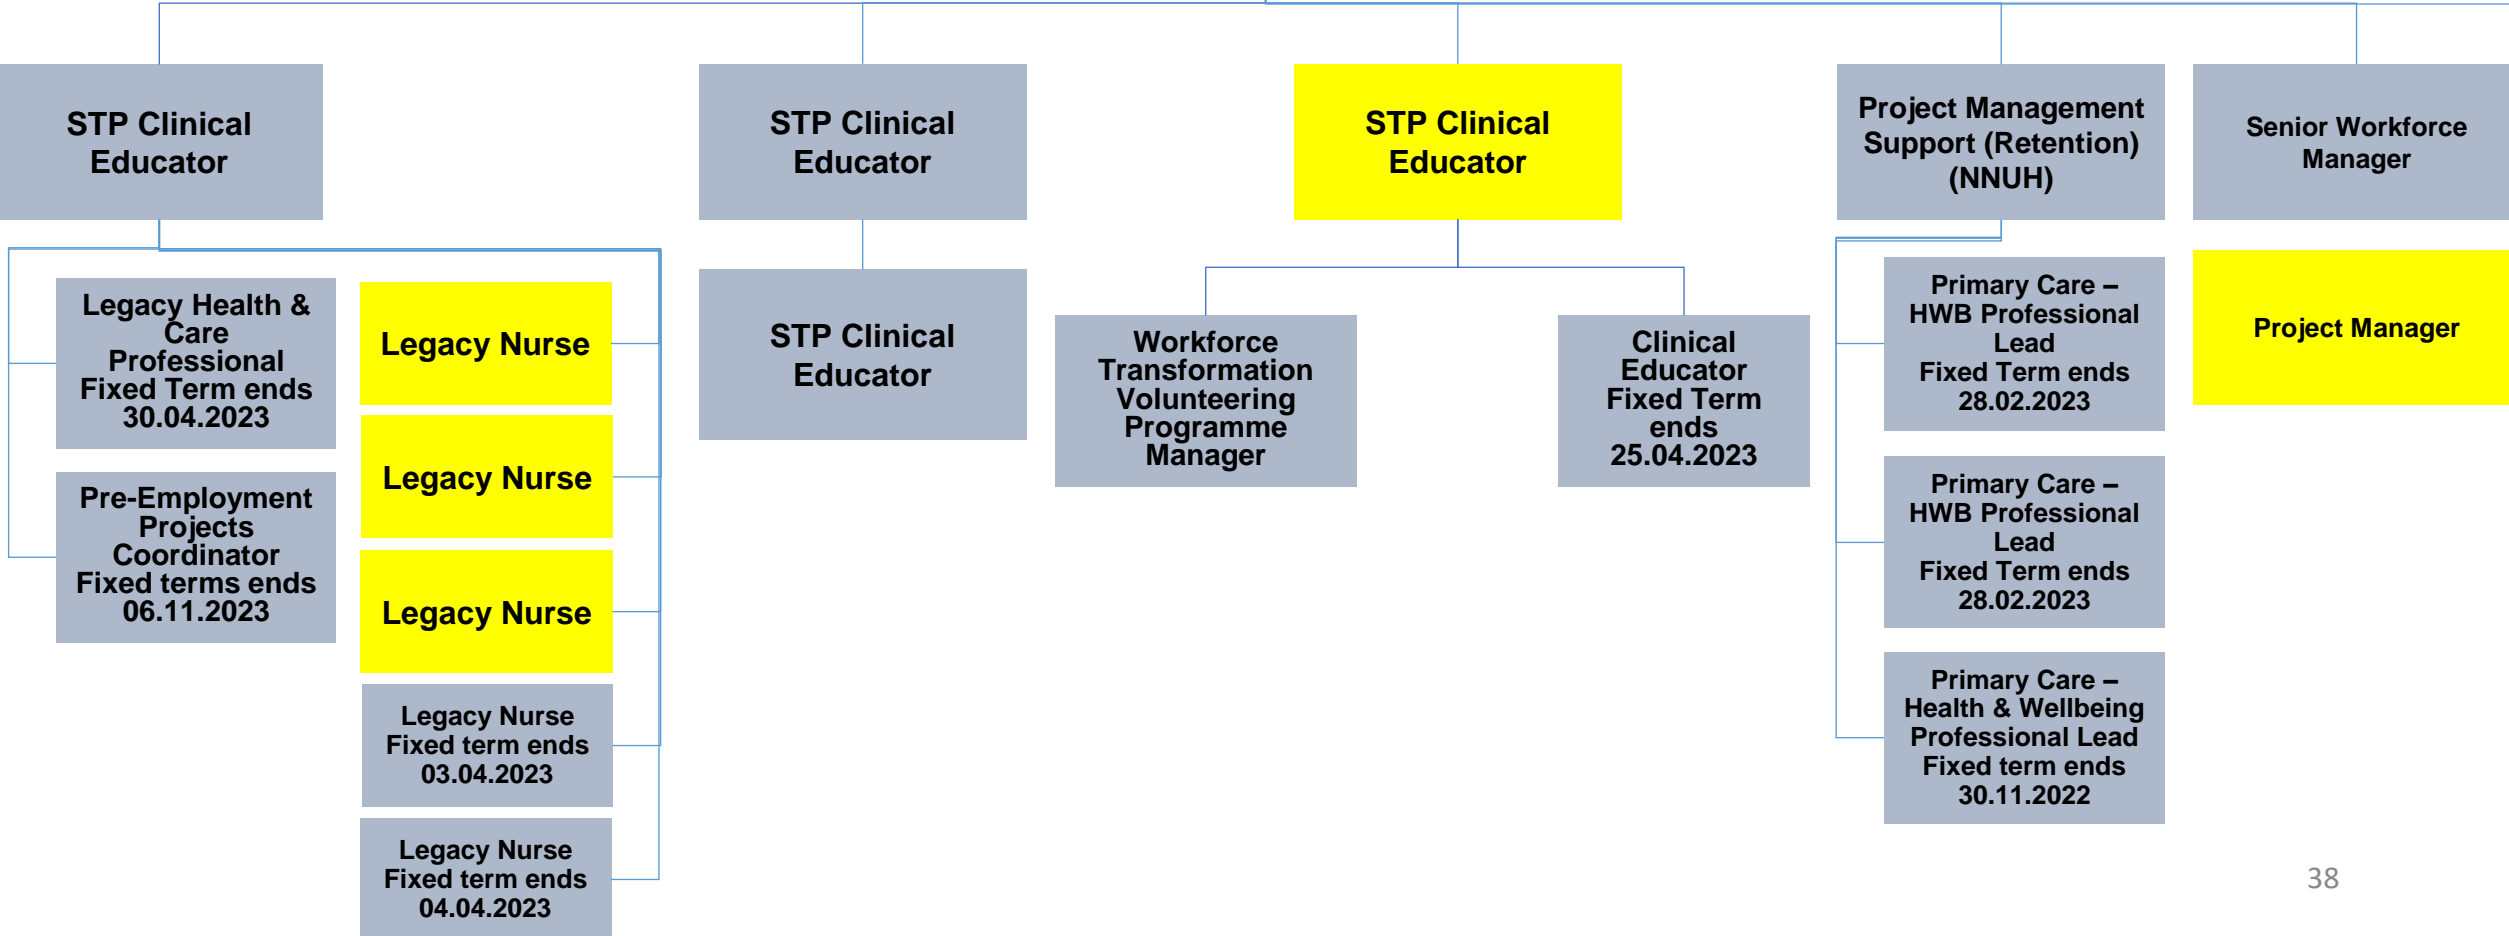 STP Clinical
Educator
STP Clinical
Educator
STP Clinical
Educator
Project Management
Support (Retention)
(NNUH)
Senior Workforce
Manager
Legacy Health &
Care
Professional
Fixed Term ends
30.04.2023
Pre-Employment
Projects
Coordinator
Fixed terms ends
06.11.2023
Legacy Nurse
Legacy Nurse
Legacy Nurse
Legacy Nurse
Fixed term ends
03.04.2023
Legacy Nurse
Fixed term ends
04.04.2023
STP Clinical
Educator
Workforce
Transformation
Volunteering
Programme
Manager
Clinical
Educator
Fixed Term
ends
25.04.2023
Primary Care –
HWB Professional
Lead
Fixed Term ends
28.02.2023
Primary Care –
HWB Professional
Lead
Fixed Term ends
28.02.2023
Primary Care –
Health & Wellbeing
Professional Lead
Fixed term ends
30.11.2022
Project Manager
38